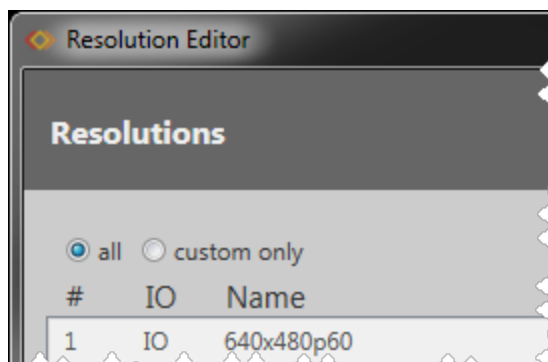 Resolution Editor
Resolutions
all custom only
# IO Name
1 IO 640x480p60